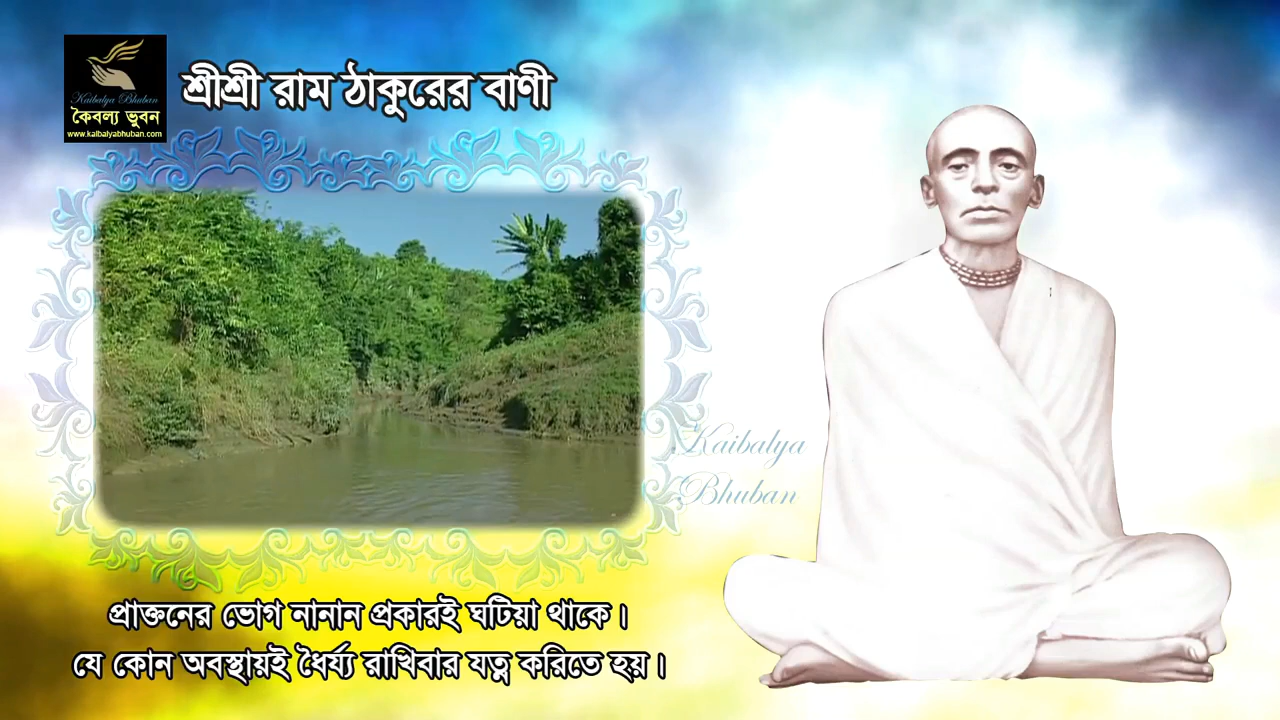 শ্রীশ্রী রাম ঠাকুরের বাণী
Kaibalya Bhuban
কৈবল্য ভুবন
www.kaibalyabhuban.com
Kaibalya
Bhuban
প্রাক্তনের ভোগ নানান প্রকারই ঘটিয়া থাকে।
যে কোন অবস্থায়ই ধৈর্য্য রাখিবার যত্ন করিতে হয়।